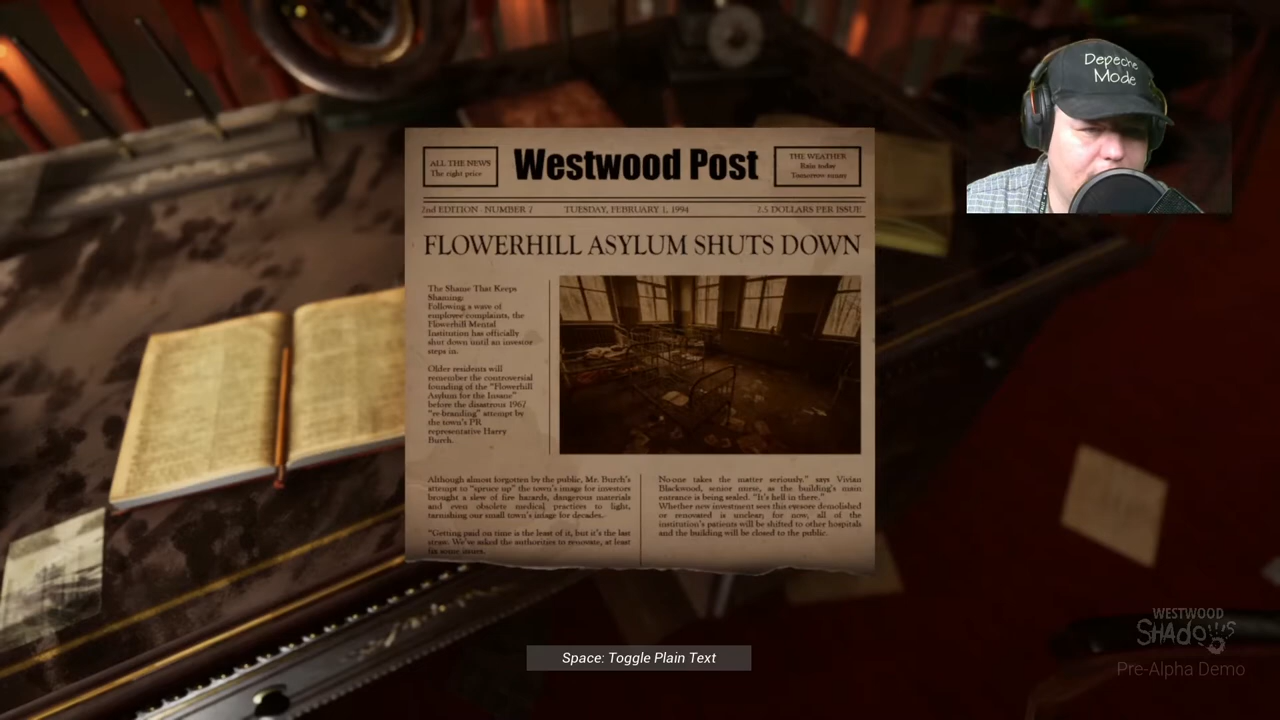 Depeche
Mode
ALL THE NEWS
The right price
Westwood Post
THE WEATHER
Rain today
Tomorrow sunny
2nd EDITION - NUMBER 7
TUESDAY, FEBRUARY 1, 1994
2.5 DOLLARS PER ISSUE
FLOWERHILL ASYLUM SHUTS DOWN
The Shame That Keeps
Shaming:
Following a wave of
employee complaints, the
Flowerhill Mental
Institution has officially
shut down until an investor
steps in.
Older residents will
remember the controversial
founding of the "Flowerhill
Asylum for the Insane"
before the disastrous 1967
"re-branding" attempt by
the town's PR
representative Harry
Burch.
Although almost forgotten by the public, Mr. Burch's
attempt to "spruce up" the town's image for investors
brought a slew of fire hazards, dangerous materials
and even obsolete medical practices to light,
tarnishing our small town's image for decades.
"Getting paid on time is the least of it, but it's the last
straw. We've asked the authorities to renovate, at least
fix some issues.
No-one takes the matter seriously." says Vivian
Blackwood, senior nurse, as the building's main
entrance is being sealed. "It's hell in there."
Whether new investment sees this eyesore demolished
or renovated is unclear; for now, all of the
institution's patients will be shifted to other hospitals
and the building will be closed to the public.
Space: Toggle Plain Text
WESTWOOD
SHADOWS
Pre-Alpha Demo